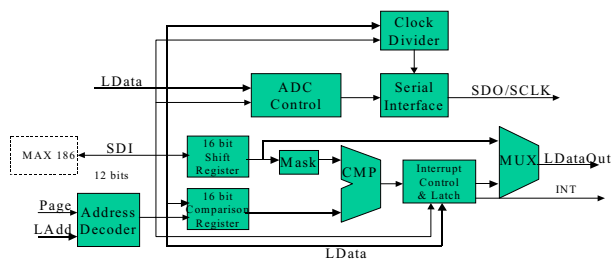 Clock
Divider
LData
ADC
Control
Serial
Interface
SDO/SCLK
MAX 186
SDI
12 bits
16 bit
Shift
Register
Mask
CMP
Interrupt
Control
& Latch
MUX
LDataOut
INT
Page
LAdd
Address
Decoder
16 bit
Comparison
Register
LData